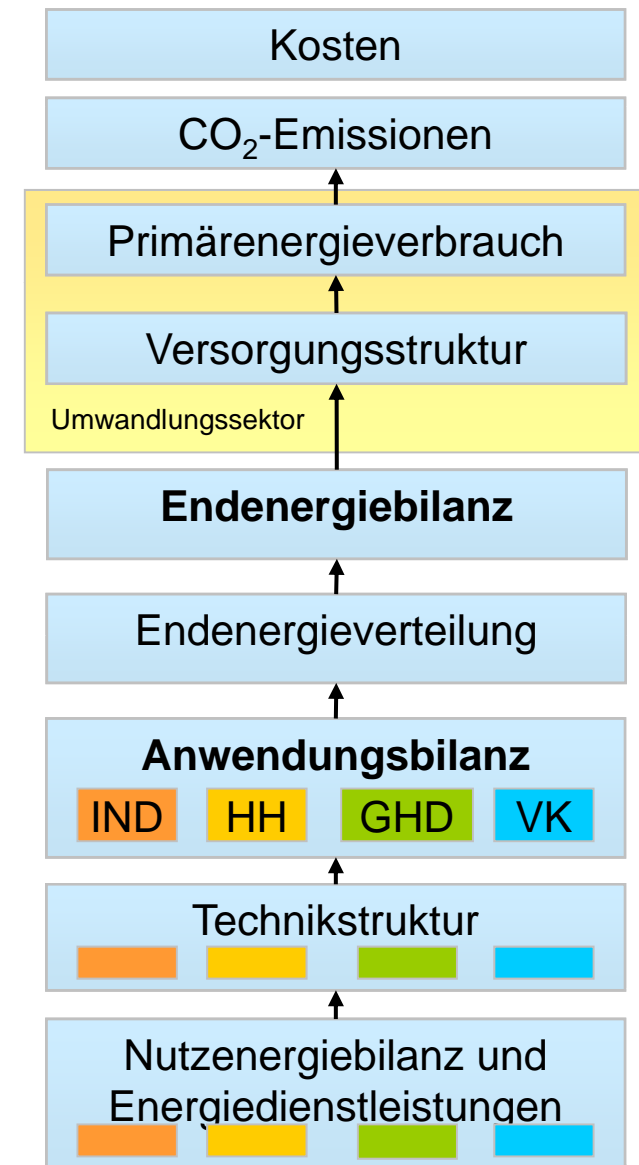 Kosten
CO₂-Emissionen
Primärenergieverbrauch
Versorgungsstruktur
Umwandlungssektor
Endenergiebilanz
Endenergieverteilung
Anwendungsbilanz
IND HH GHD VK
Technikstruktur
Nutzenergiebilanz und
Energiedienstleistungen